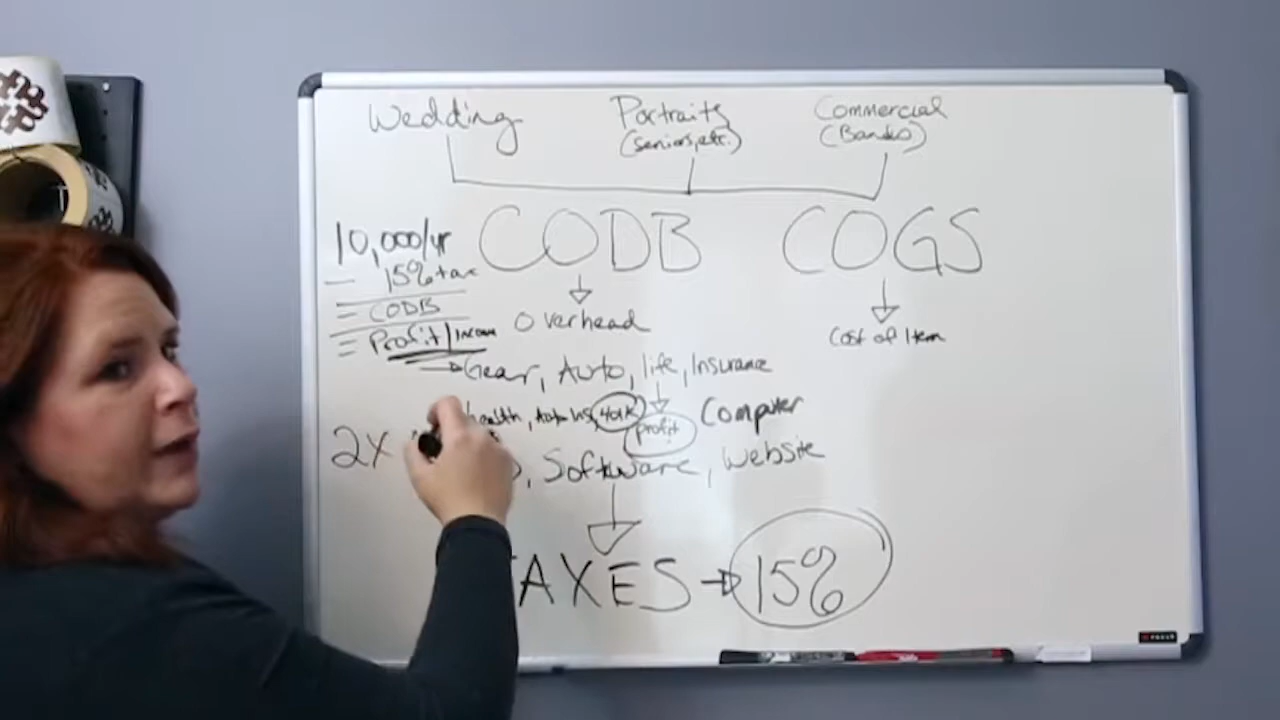 Wedding
Portraits
(seniors, etc.)
Commercial
(Banks)
CODB
COGS
10,000/yr
— 15% tax
= CODB
= Profit/Income
Overhead
Cost of Item
Gear, Auto, life, Insurance
health, Auto Ins, 401K
profit
Computer
2x
, Software, Website
TAXES → 15%